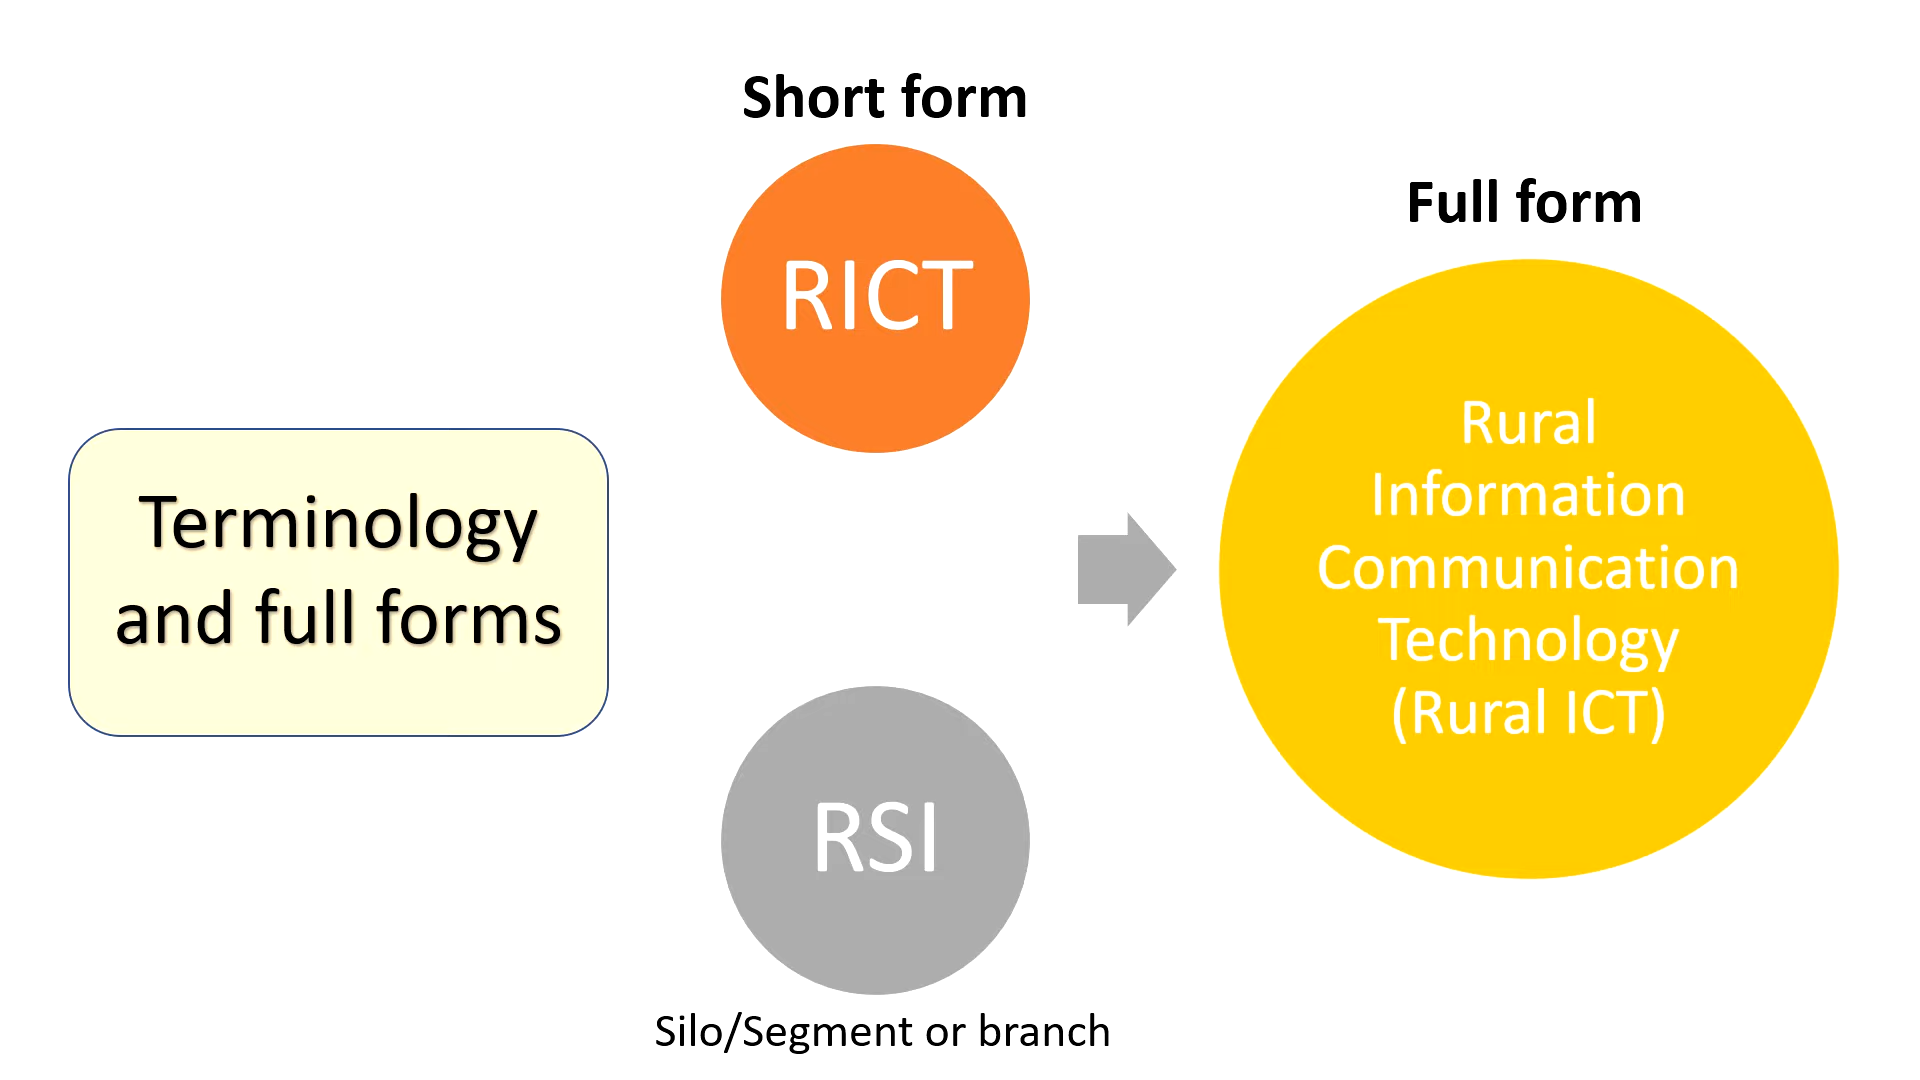 Short form
RICT
Full form
Terminology
and full forms
Rural
Information
Communication
Technology
(Rural ICT)
RSI
Silo/Segment or branch